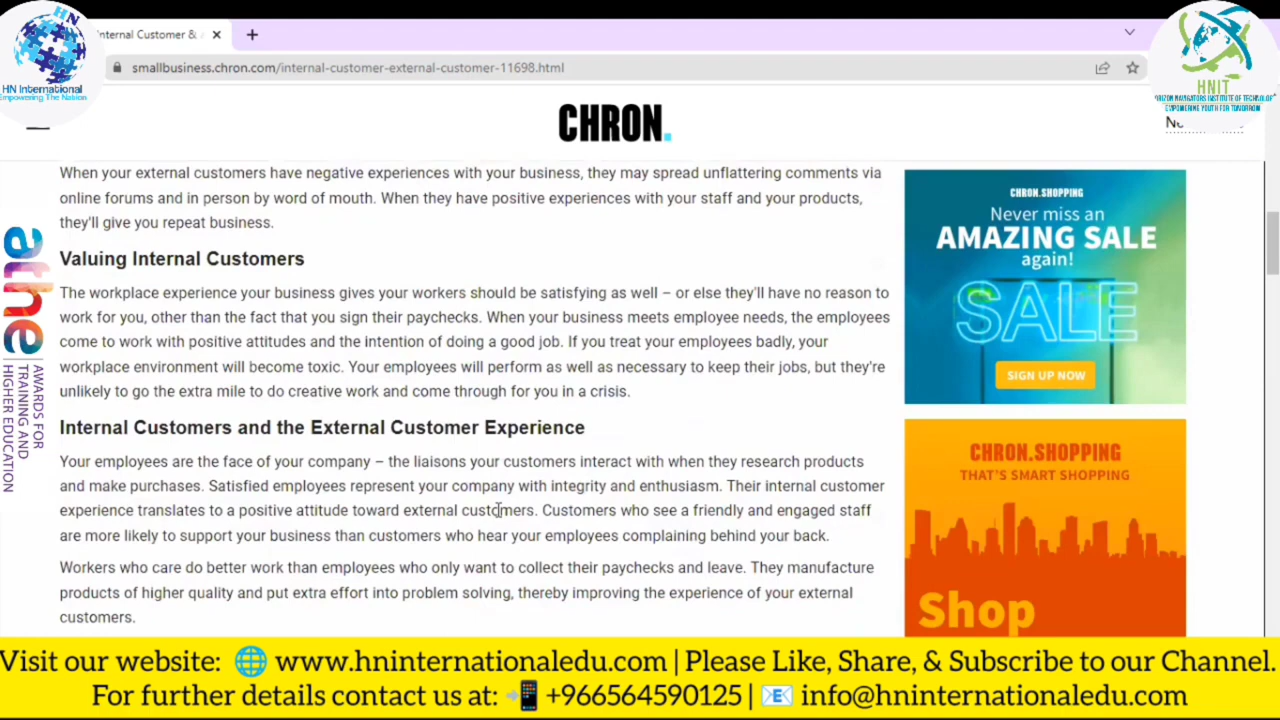 HN
HN International
Empowering The Nation
Internal Customer &
smallbusiness.chron.com/internal-customer-external-customer-11698.html
HNIT
HORIZON NAVIGATORS INSTITUTE OF TECHNOLOGY
EMPOWERING YOUTH FOR TOMORROW
CHRON.
When your external customers have negative experiences with your business, they may spread unflattering comments via
online forums and in person by word of mouth. When they have positive experiences with your staff and your products,
they'll give you repeat business.
Valuing Internal Customers
The workplace experience your business gives your workers should be satisfying as well – or else they'll have no reason to
work for you, other than the fact that you sign their paychecks. When your business meets employee needs, the employees
come to work with positive attitudes and the intention of doing a good job. If you treat your employees badly, your
workplace environment will become toxic. Your employees will perform as well as necessary to keep their jobs, but they're
unlikely to go the extra mile to do creative work and come through for you in a crisis.
Internal Customers and the External Customer Experience
Your employees are the face of your company – the liaisons your customers interact with when they research products
and make purchases. Satisfied employees represent your company with integrity and enthusiasm. Their internal customer
experience translates to a positive attitude toward external customers. Customers who see a friendly and engaged staff
are more likely to support your business than customers who hear your employees complaining behind your back.
Workers who care do better work than employees who only want to collect their paychecks and leave. They manufacture
products of higher quality and put extra effort into problem solving, thereby improving the experience of your external
customers.
CHRON.SHOPPING
Never miss an
AMAZING SALE
again!
SALE
SIGN UP NOW
CHRON.SHOPPING
THAT'S SMART SHOPPING
Shop
athe
AWARDS FOR
TRAINING AND
HIGHER EDUCATION
Visit our website: 🌐 www.hninternationaledu.com | Please Like, Share, & Subscribe to our Channel.
For further details contact us at: 📲 +966564590125 | 📧 info@hninternationaledu.com